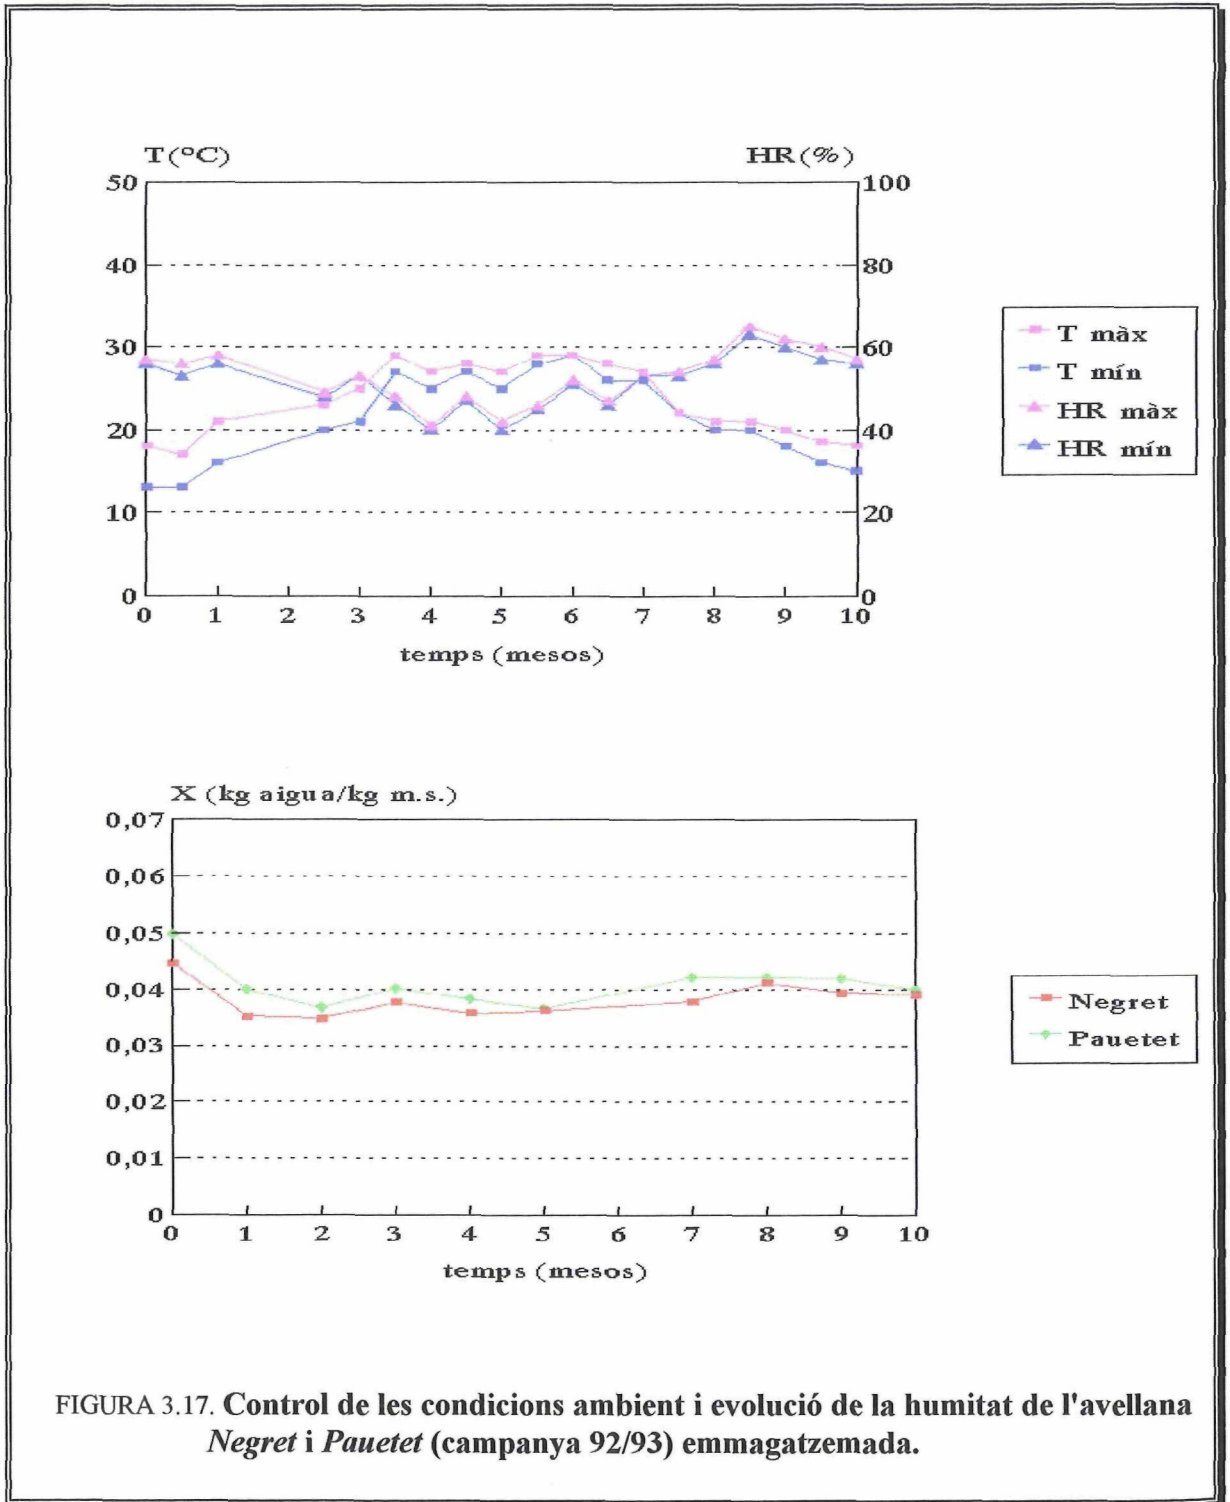 T(°C)
HR(%)
50
40
30
20
10
0
100
80
60
40
20
0
0 1 2 3 4 5 6 7 8 9 10
temps (mesos)
T màx
T mín
HR màx
HR mín
X (kg aigua/kg m.s.)
0,07
0,06
0,05
0,04
0,03
0,02
0,01
0
0 1 2 3 4 5 6 7 8 9 10
temps (mesos)
Negret
Pauetet
FIGURA 3.17. Control de les condicions ambient i evolució de la humitat de l'avellana
Negret i Pauetet (campanya 92/93) emmagatzemada.